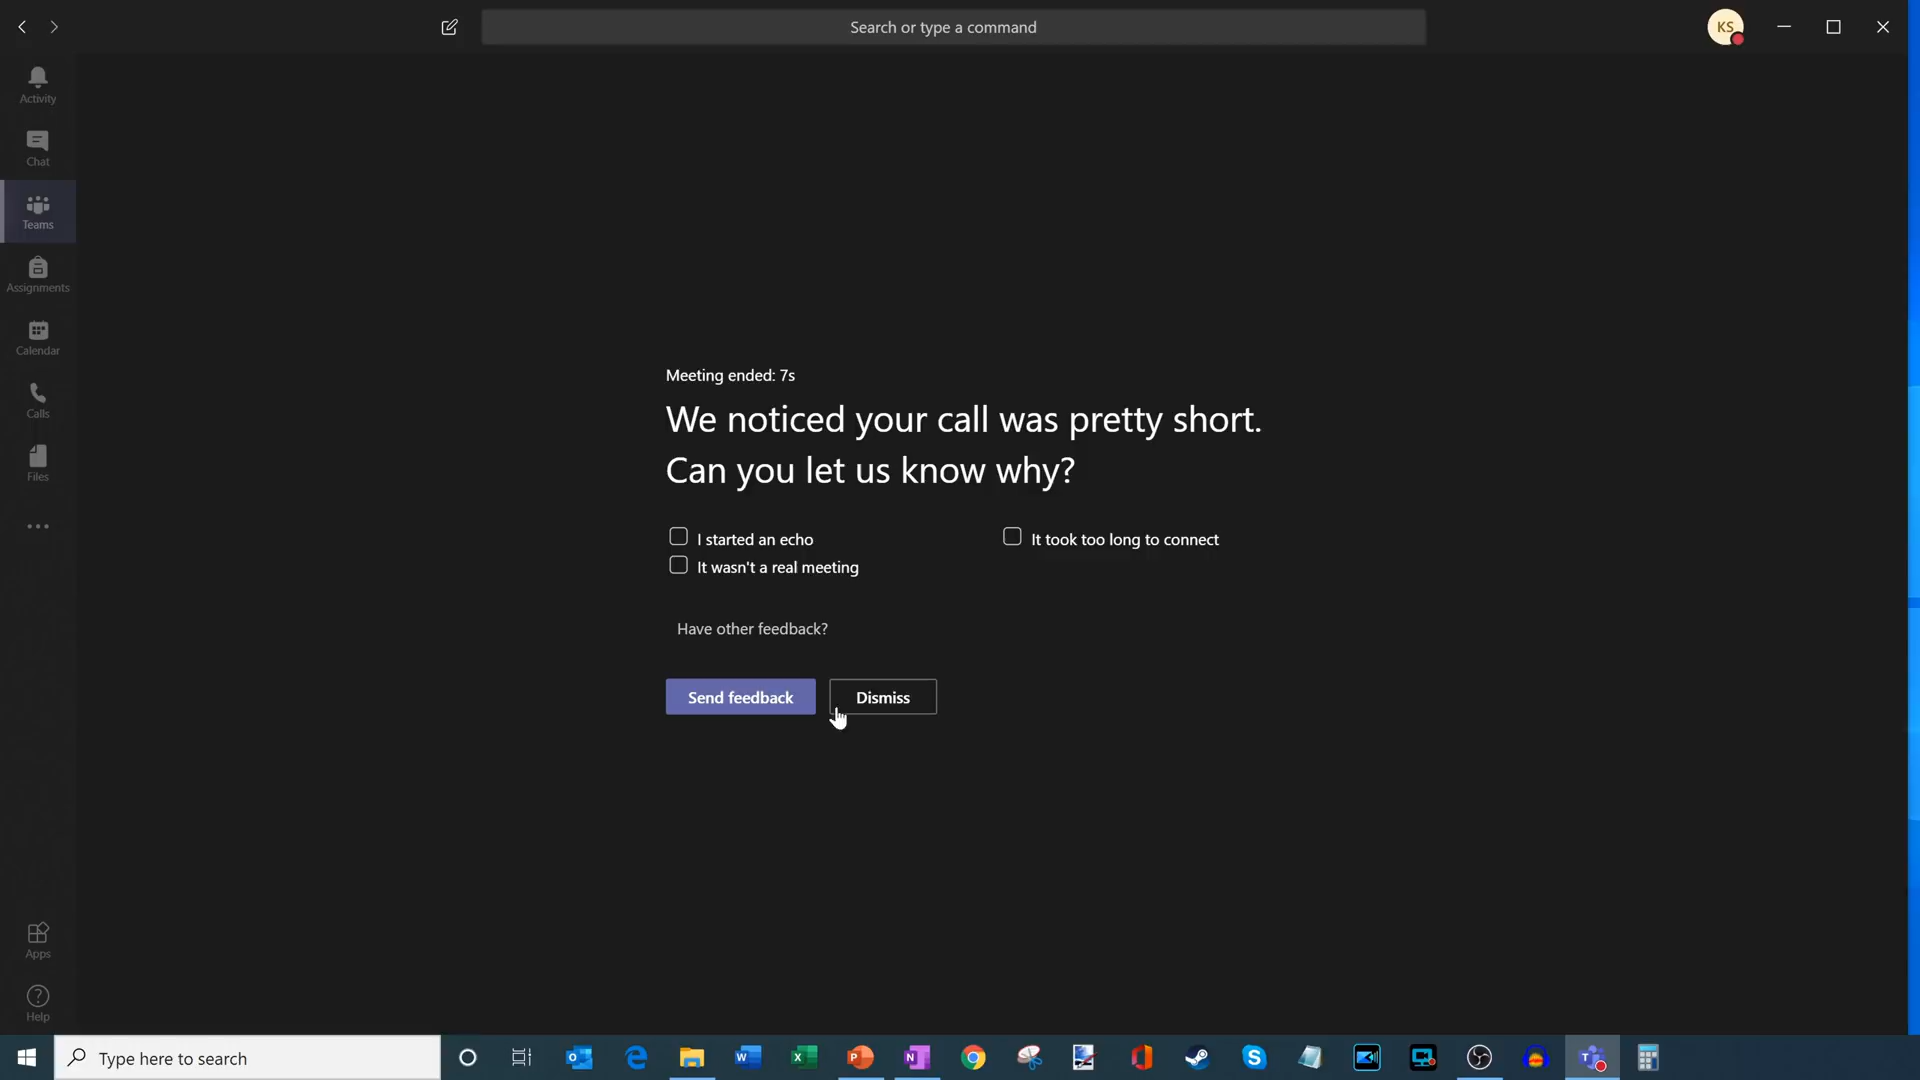 Search or type a command
KS
Activity
Chat
Teams
Assignments
Calendar
Calls
Files
Meeting ended: 7s
We noticed your call was pretty short.
Can you let us know why?
I started an echo
It took too long to connect
It wasn't a real meeting
Have other feedback?
Send feedback
Dismiss
Apps
Help
Type here to search